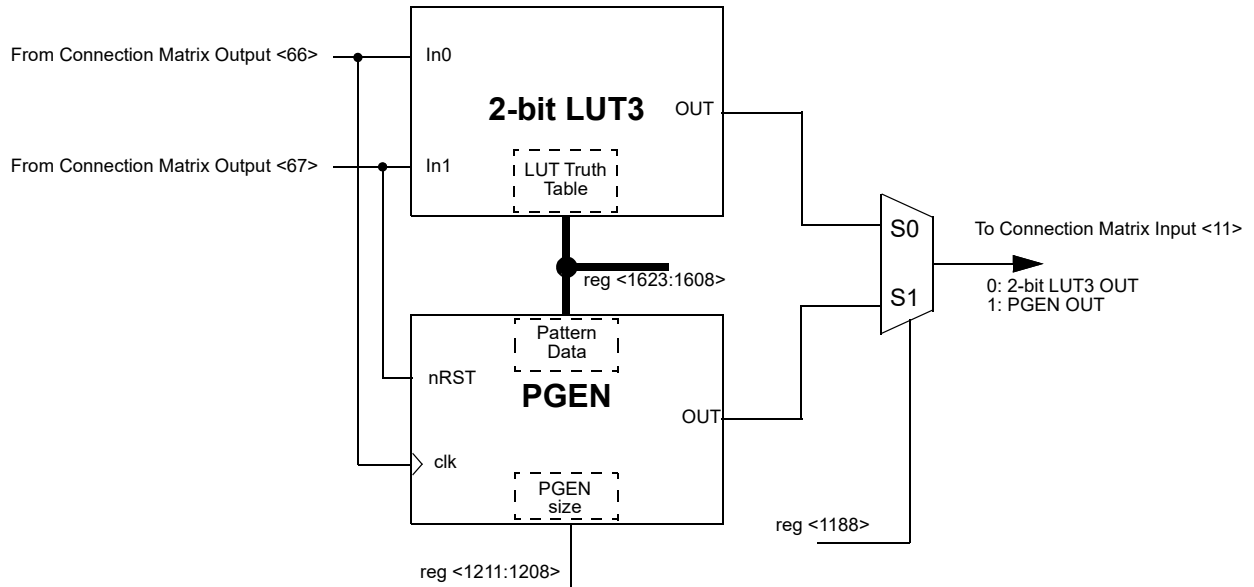 From Connection Matrix Output <66>
In0
2-bit LUT3
OUT
From Connection Matrix Output <67>
In1
LUT Truth
Table
S0
To Connection Matrix Input <11>
reg <1623:1608>
0: 2-bit LUT3 OUT
1: PGEN OUT
S1
Pattern
Data
nRST
PGEN
OUT
clk
PGEN
size
reg <1188>
reg <1211:1208>